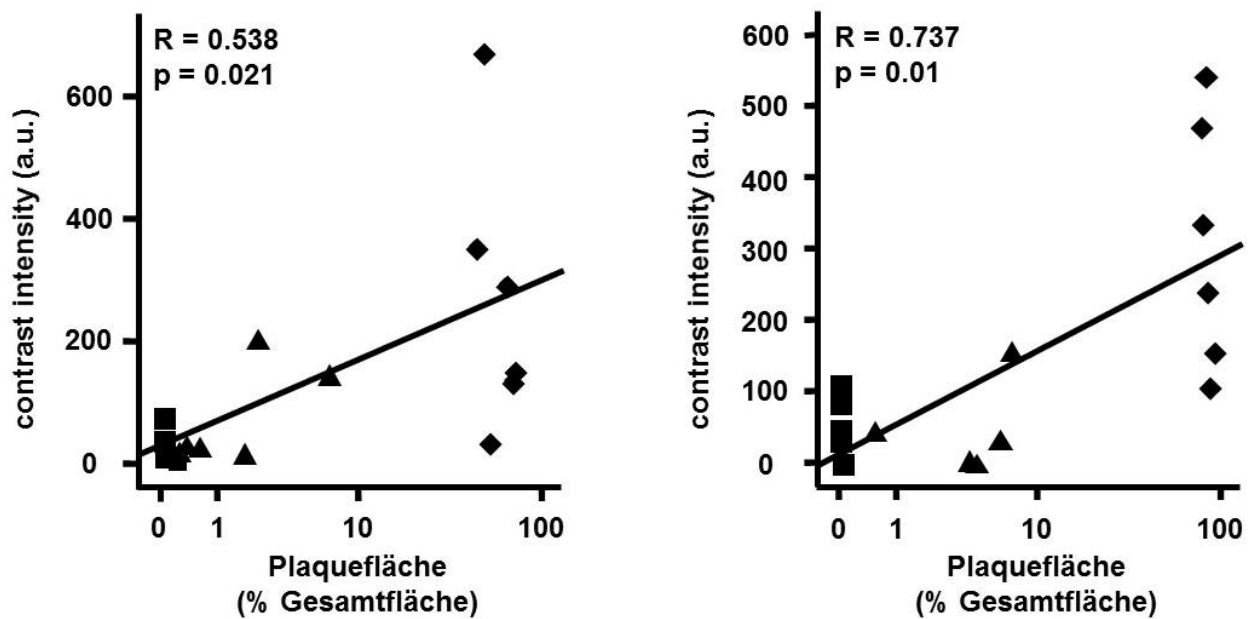 R = 0.538
p = 0.021
contrast intensity (a.u.)
600
400
200
0
0 1 10 100
Plaquefläche
(% Gesamtfläche)
R = 0.737
p = 0.01
contrast intensity (a.u.)
600
500
400
300
200
100
0
0 1 10 100
Plaquefläche
(% Gesamtfläche)